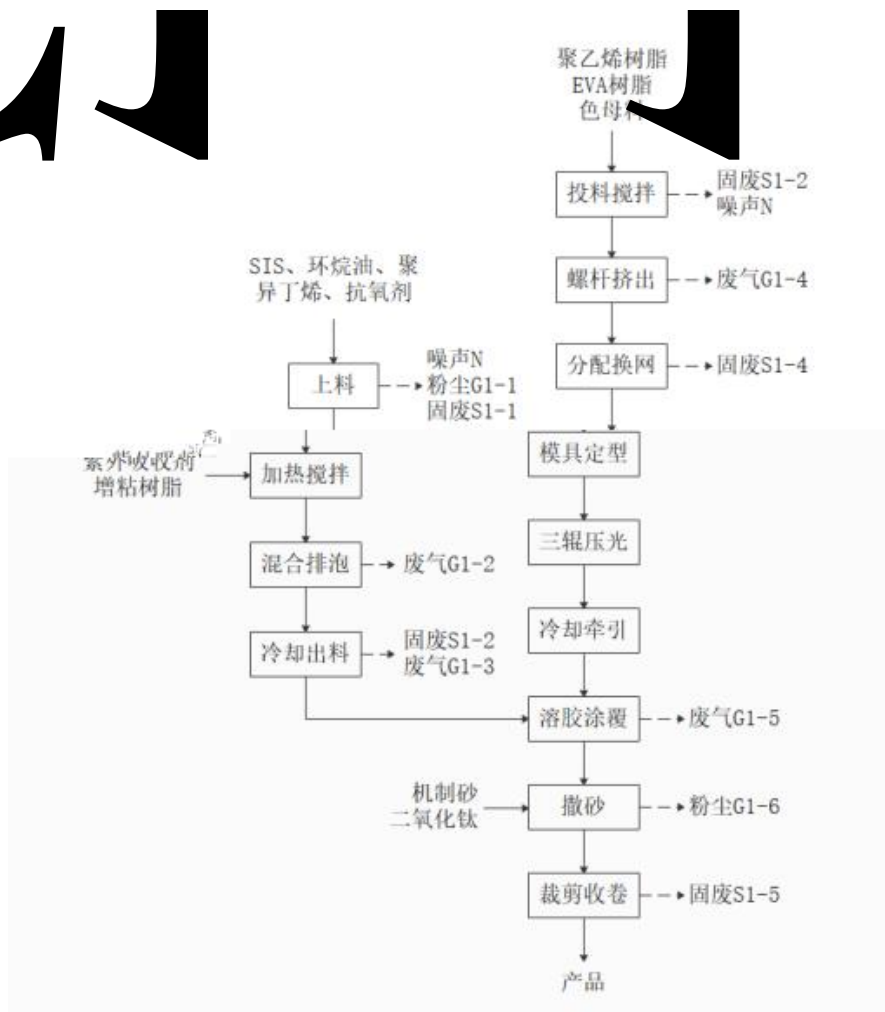 聚乙烯树脂
EVA树脂
色母料
投料搅拌
固废S1-2
噪声N
螺杆挤出
废气G1-4
分配换网
固废S1-4
SIS、环烷油、聚
异丁烯、抗氧剂
上料
噪声N
粉尘G1-1
固废S1-1
增粘树脂
加热搅拌
混合排泡
废气G1-2
冷却出料
固废S1-2
废气G1-3
模具定型
三辊压光
冷却牵引
溶胶涂覆
废气G1-5
机制砂
二氧化钛
撒砂
粉尘G1-6
裁剪收卷
固废S1-5
产品